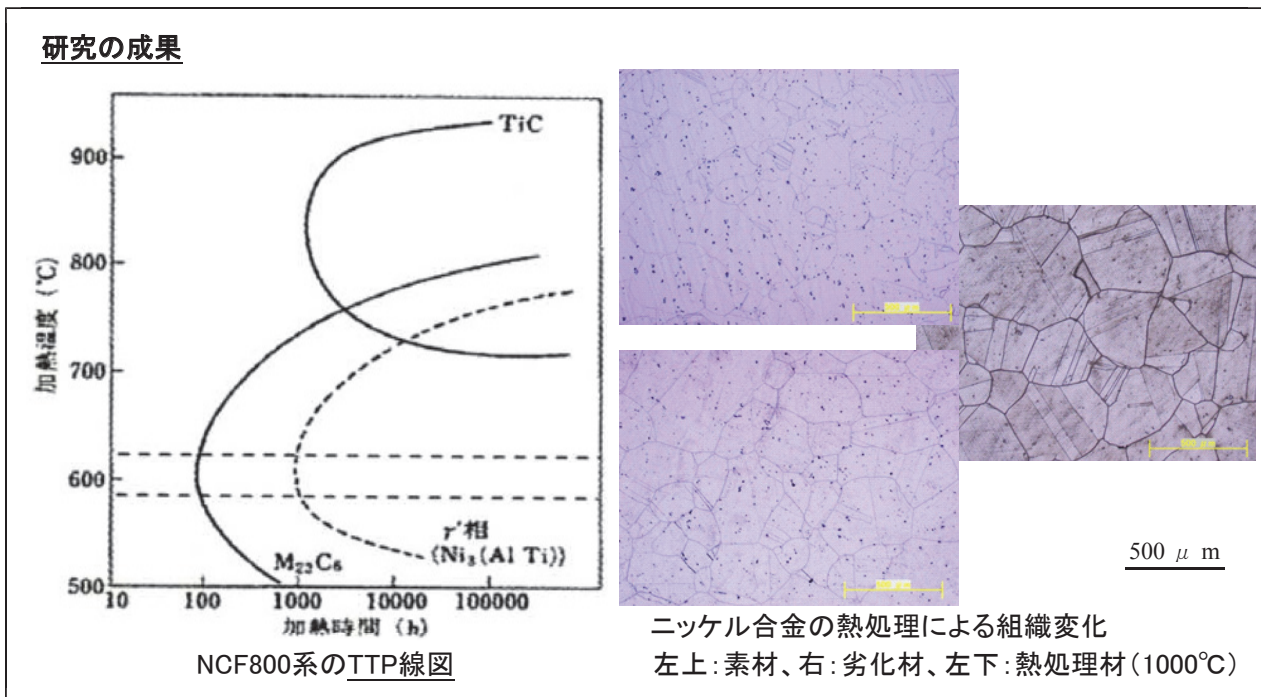 研究の成果
TiC
900
800
700
600
500
加熱温度 (℃)
γ'相
(Ni₃(Al Ti))
M₂₃C₆
10 100 1000 10000 100000
加熱時間 (h)
NCF800系のTTP線図
500 μm
ニッケル合金の熱処理による組織変化
左上:素材、右:劣化材、左下:熱処理材(1000℃)